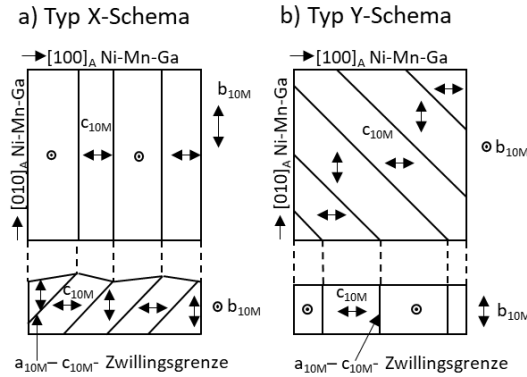 a) Typ X-Schema
[100]A Ni-Mn-Ga
[010]A Ni-Mn-Ga
b10M
c10M
c10M
b10M
a10M– c10M- Zwillingsgrenze
b) Typ Y-Schema
[100]A Ni-Mn-Ga
[010]A Ni-Mn-Ga
c10M
b10M
c10M
b10M
a10M– c10M- Zwillingsgrenze